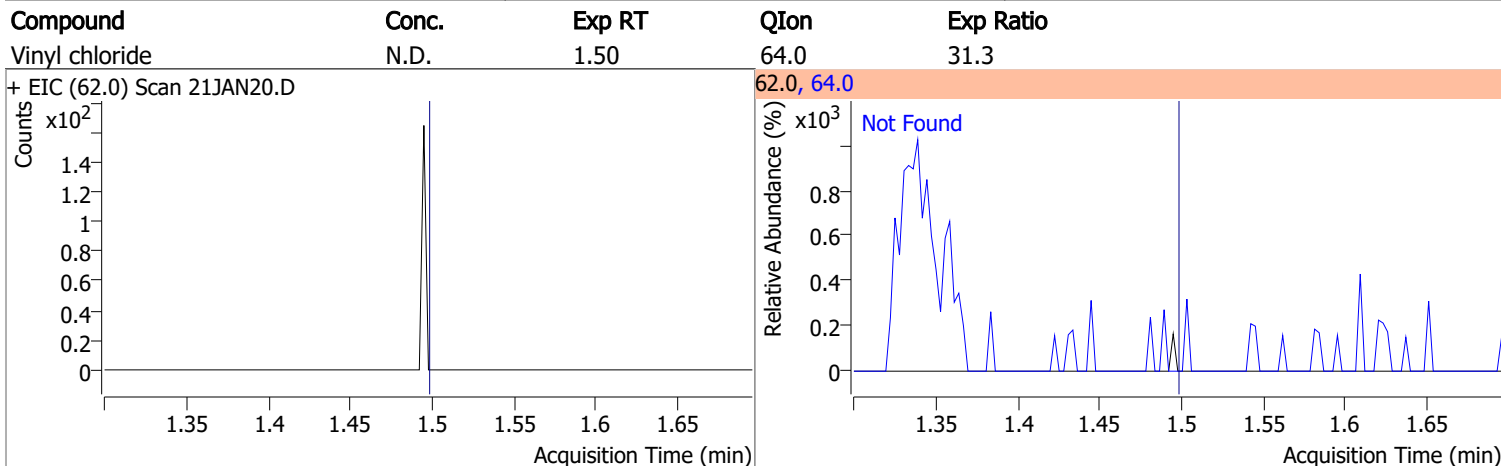 Compound Conc. Exp RT QIon Exp Ratio
Vinyl chloride N.D. 1.50 64.0 31.3
+ EIC (62.0) Scan 21JAN20.D
Counts
x10²
1.4
1.2
1
0.8
0.6
0.4
0.2
0
1.35 1.4 1.45 1.5 1.55 1.6 1.65
Acquisition Time (min)
62.0, 64.0
Relative Abundance (%)
x10³
Not Found
0.8
0.6
0.4
0.2
0
1.35 1.4 1.45 1.5 1.55 1.6 1.65
Acquisition Time (min)